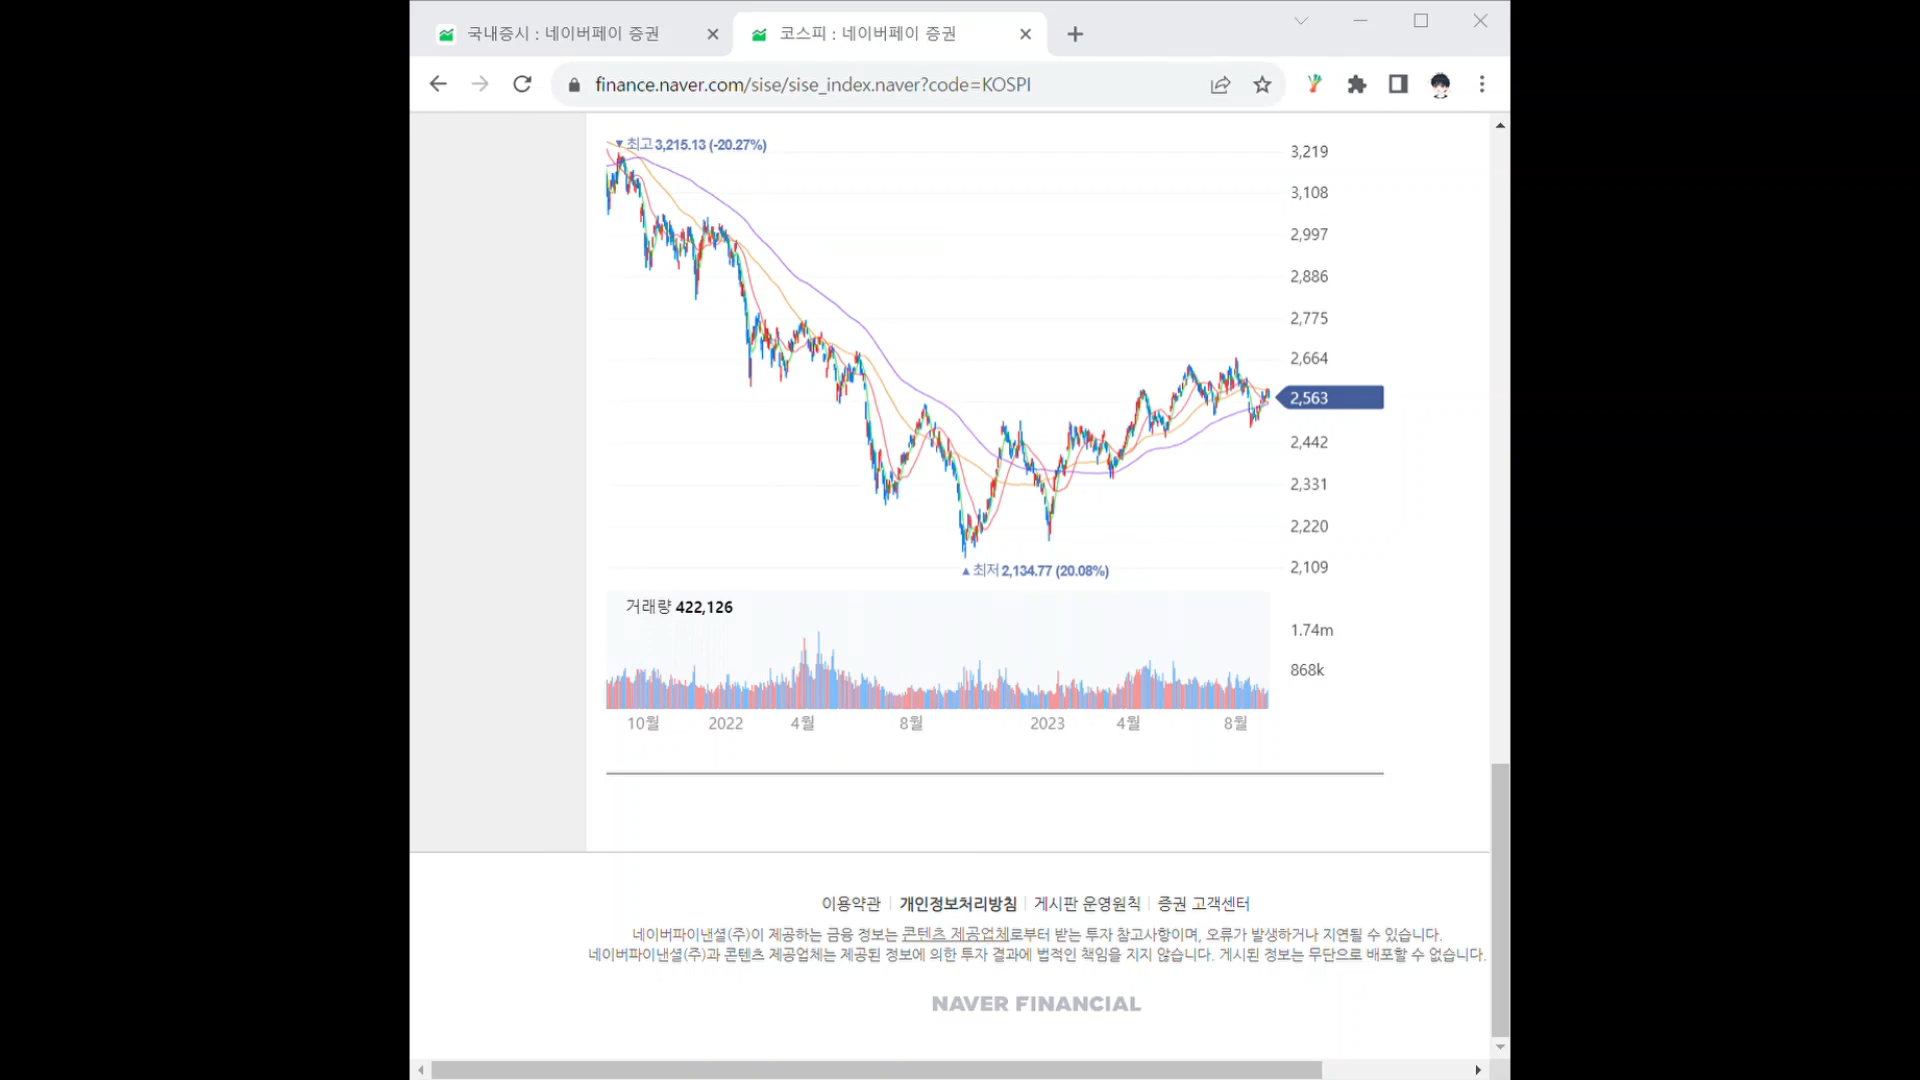 국내증시 : 네이버페이 증권
코스피 : 네이버페이 증권
finance.naver.com/sise/sise_index.naver?code=KOSPI
▼최고 3,215.13 (-20.27%)
3,219
3,108
2,997
2,886
2,775
2,664
2,563
2,442
2,331
2,220
2,109
▲최저 2,134.77 (20.08%)
거래량 422,126
1.74m
868k
10월 2022 4월 8월 2023 4월 8월
이용약관 개인정보처리방침 게시판 운영원칙 증권 고객센터
네이버파이낸셜(주)이 제공하는 금융 정보는 콘텐츠 제공업체로부터 받는 투자 참고사항이며, 오류가 발생하거나 지연될 수 있습니다.
네이버파이낸셜(주)과 콘텐츠 제공업체는 제공된 정보에 의한 투자 결과에 법적인 책임을 지지 않습니다. 게시된 정보는 무단으로 배포할 수 없습니다.
NAVER FINANCIAL